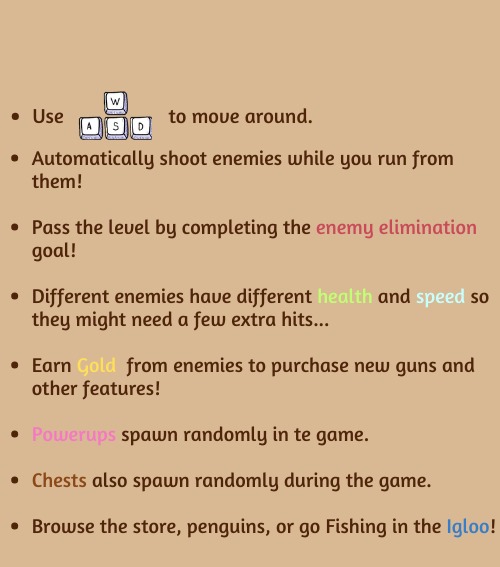 W
• Use A S D to move around.
• Automatically shoot enemies while you run from
them!
• Pass the level by completing the enemy elimination
goal!
• Different enemies have different health and speed so
they might need a few extra hits...
• Earn Gold from enemies to purchase new guns and
other features!
• Powerups spawn randomly in te game.
• Chests also spawn randomly during the game.
• Browse the store, penguins, or go Fishing in the Igloo!